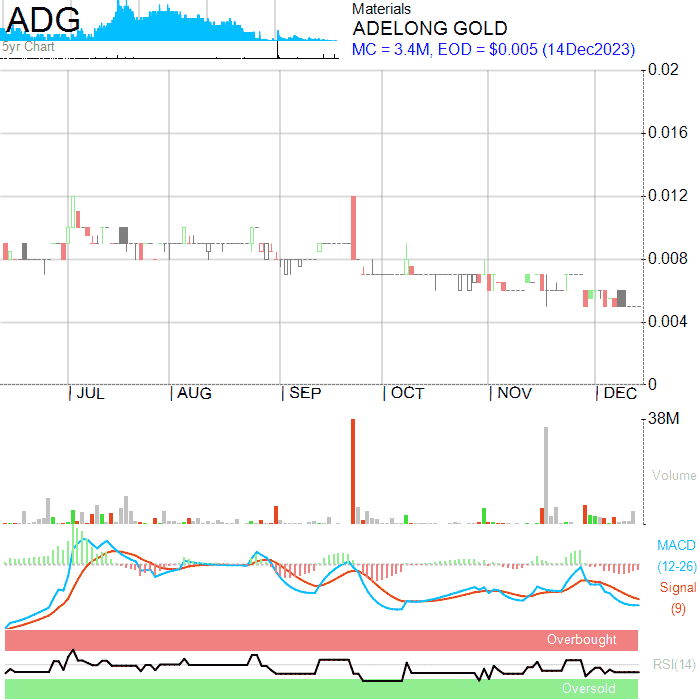 ADG
5yr Chart
Materials
ADELONG GOLD
MC = 3.4M, EOD = $0.005 (14Dec2023)
0.02
0.016
0.012
0.008
0.004
0
JUL AUG SEP OCT NOV DEC
38M
Volume
MACD
(12-26)
Signal
(9)
Overbought
RSI(14)
Oversold